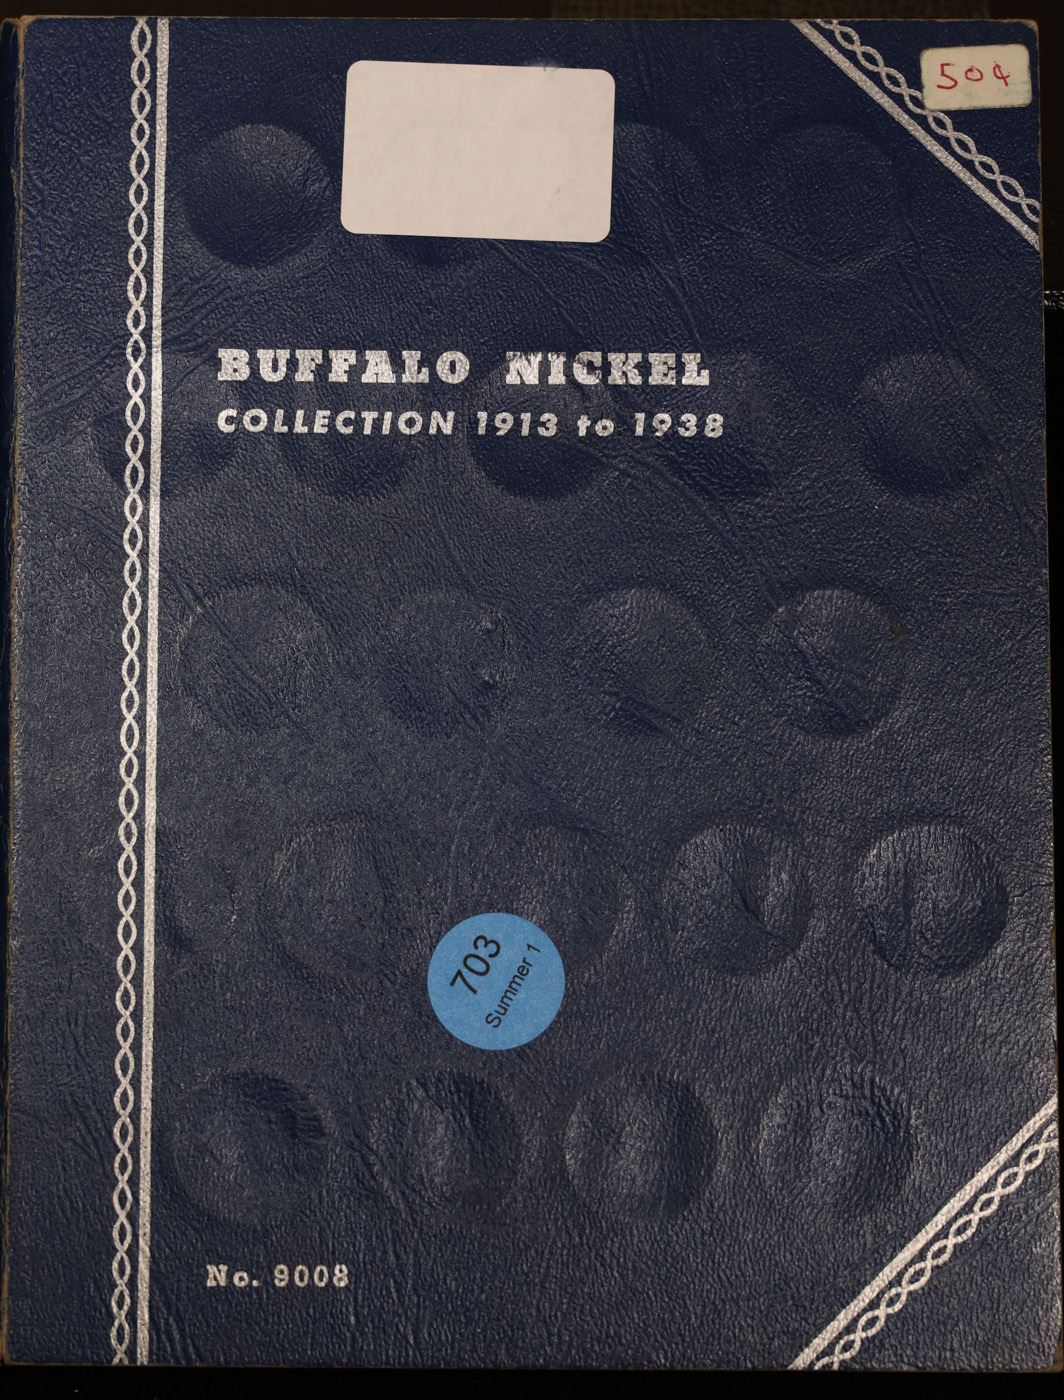 50¢
BUFFALO NICKEL
COLLECTION 1913 to 1938
703
Summer 1
No. 9008